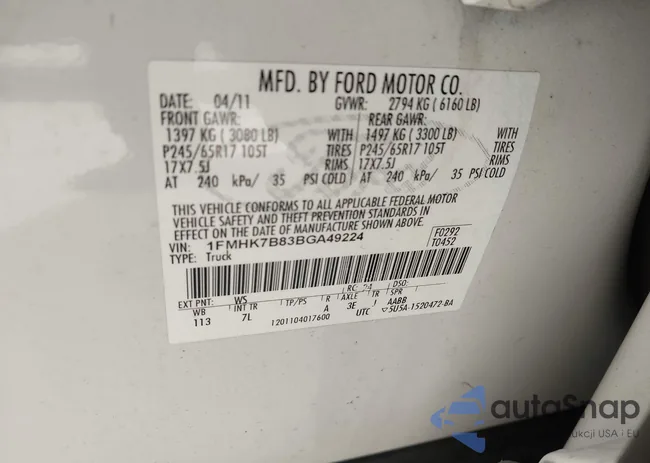 MFD. BY FORD MOTOR CO.
DATE: 04/11 GVWR: 2794 KG ( 6160 LB)
FRONT GAWR: REAR GAWR:
1397 KG ( 3080 LB) WITH 1497 KG ( 3300 LB) WITH
P245/65R17 105T TIRES P245/65R17 105T TIRES
17X7.5J RIMS 17X7.5J RIMS
AT 240 kPa/ 35 PSI COLD AT 240 kPa/ 35 PSI COLD
THIS VEHICLE CONFORMS TO ALL APPLICABLE FEDERAL MOTOR
VEHICLE SAFETY AND THEFT PREVENTION STANDARDS IN
EFFECT ON THE DATE OF MANUFACTURE SHOWN ABOVE.
VIN: 1FMHK7B83BGA49224 F0292
TYPE: Truck T0452
EXT PNT: WS RC: 24 DSO:
WB INT TR TP/PS R AXLE TR SPR
113 7L A 3E J AABB
1201104017600 UTC 5U5A-1520472-BA
autoSnap
ukcji USA - EU